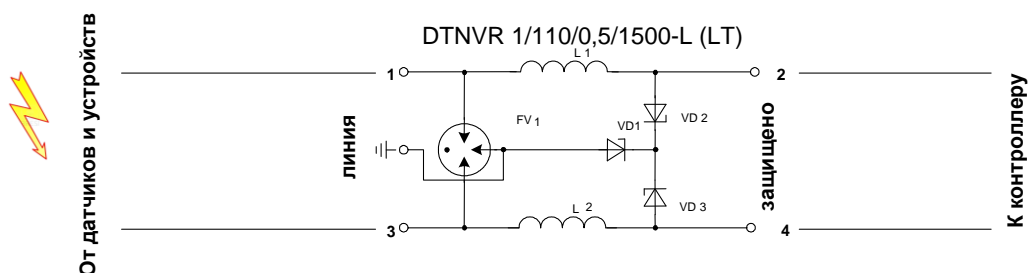 DTNVR 1/110/0,5/1500-L (LT)
От датчиков и устройств
линия
1
L 1
2
FV 1
VD1
VD 2
VD 3
3
L 2
4
защищено
К контроллеру